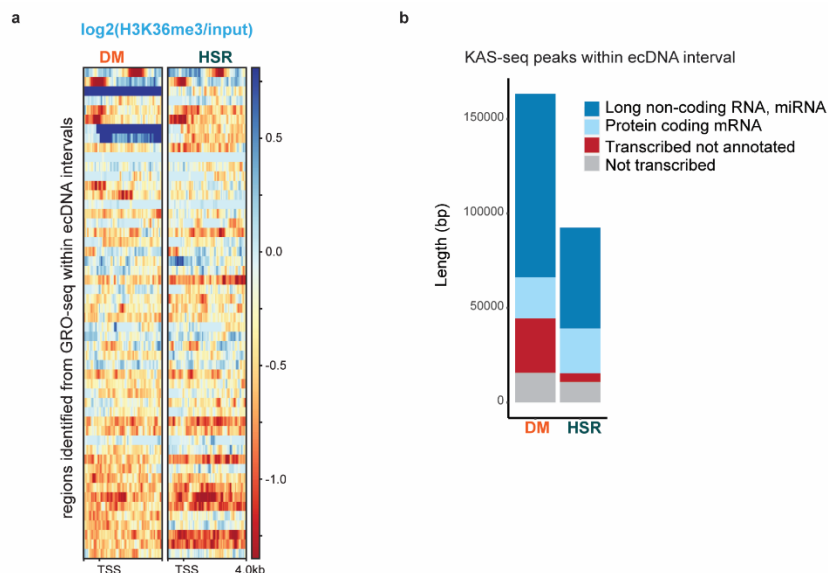 a
log2(H3K36me3/input)
DM HSR
regions identified from GRO-seq within ecDNA intervals
0.5
0.0
-0.5
-1.0
TSS TSS 4.0kb
b
KAS-seq peaks within ecDNA interval
Length (bp)
150000
100000
50000
0
Long non-coding RNA, miRNA
Protein coding mRNA
Transcribed not annotated
Not transcribed
DM HSR